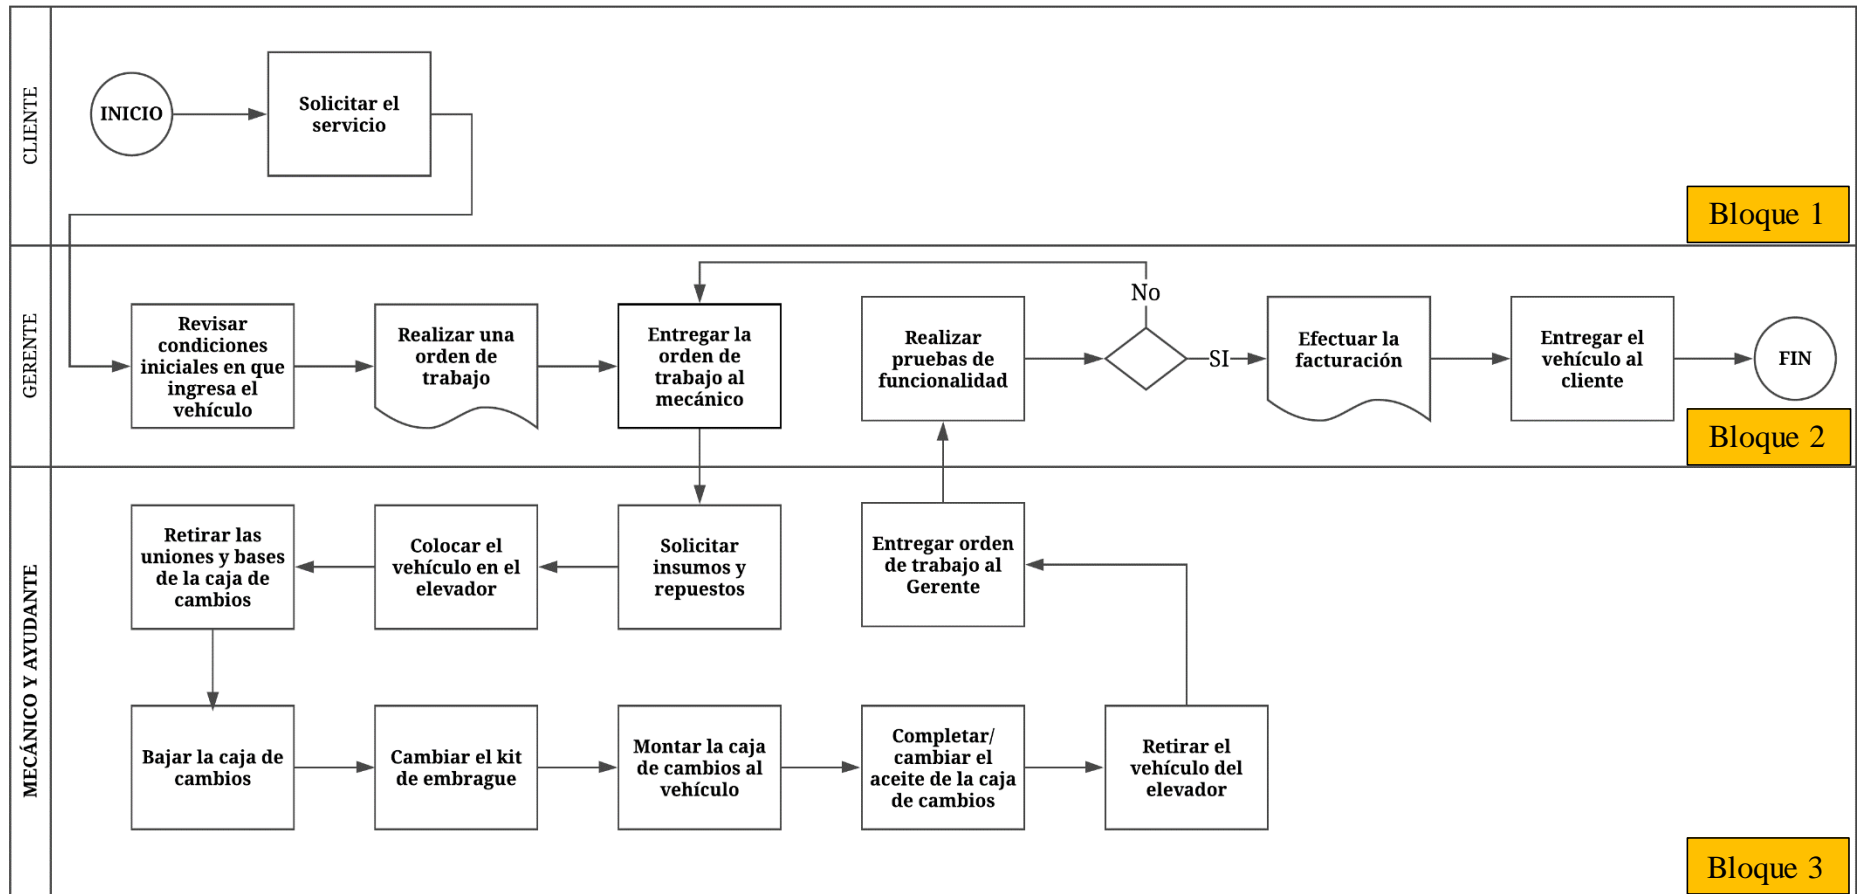 CLIENTE
INICIO
Solicitar el
servicio
Bloque 1
GERENTE
Revisar
condiciones
iniciales en que
ingresa el
vehículo
Realizar una
orden de
trabajo
Entregar la
orden de
trabajo al
mecánico
Realizar
pruebas de
funcionalidad
No
SI
Efectuar la
facturación
Entregar el
vehículo al
cliente
FIN
Bloque 2
MECÁNICO Y AYUDANTE
Retirar las
uniones y bases
de la caja de
cambios
Colocar el
vehículo en el
elevador
Solicitar
insumos y
repuestos
Entregar orden
de trabajo al
Gerente
Bajar la caja de
cambios
Cambiar el kit
de embrague
Montar la caja
de cambios al
vehículo
Completar/
cambiar el
aceite de la caja
de cambios
Retirar el
vehículo del
elevador
Bloque 3